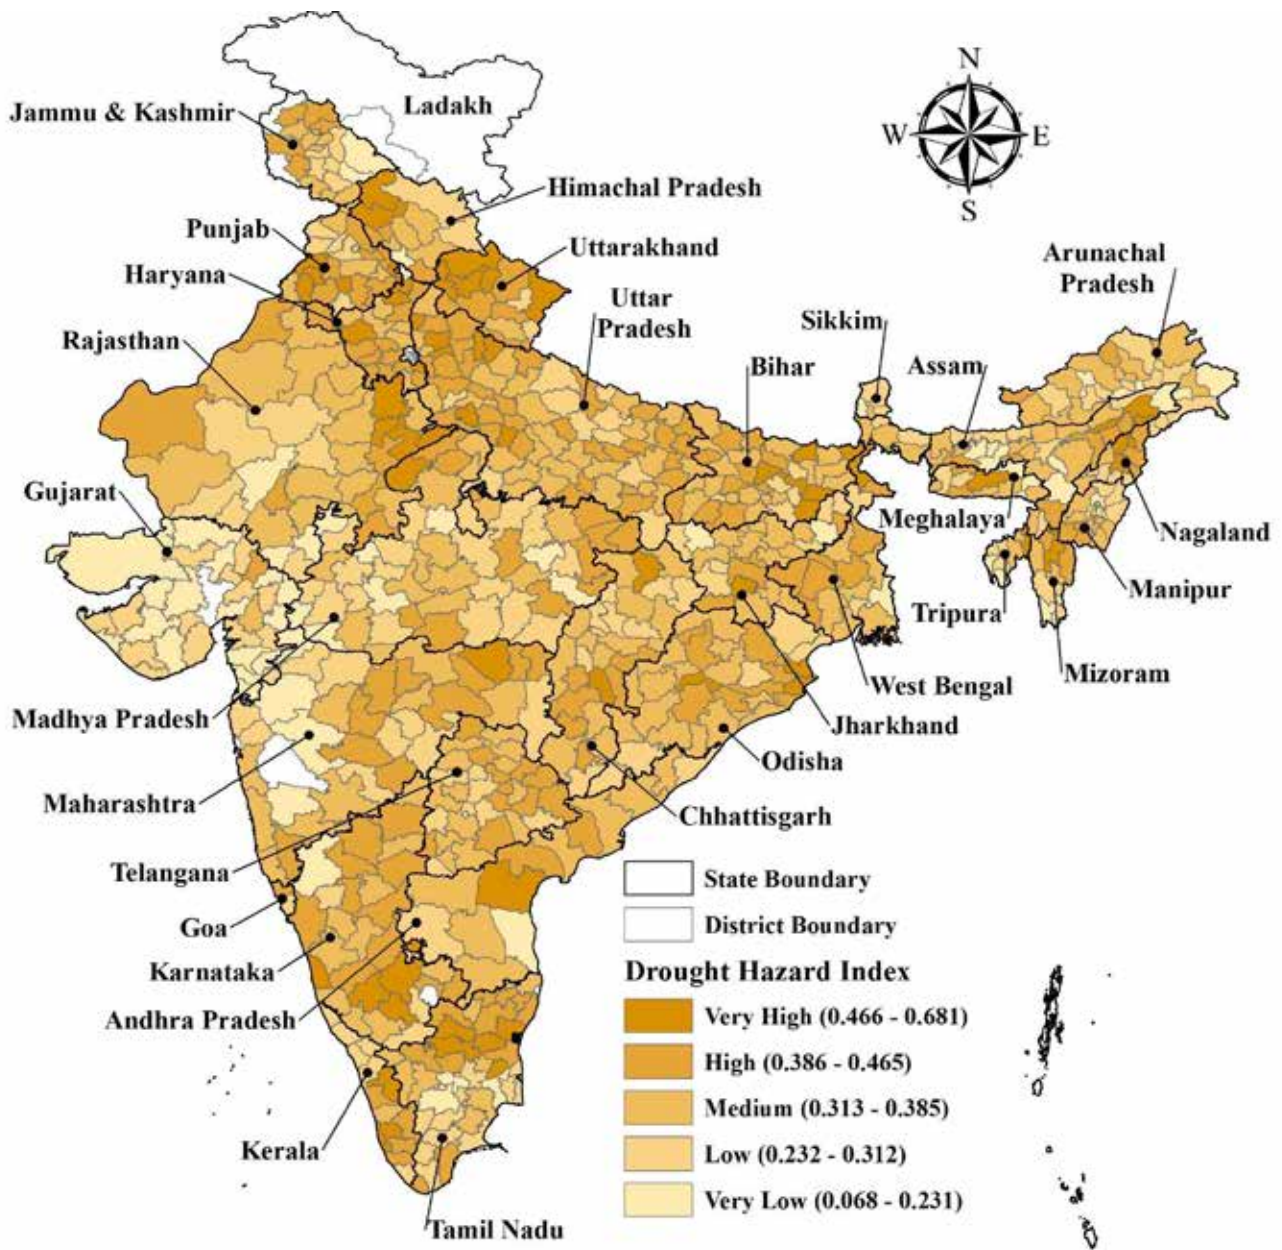 N
Jammu & Kashmir
Ladakh
W
E
Himachal Pradesh
S
Punjab
Uttarakhand
Arunachal
Pradesh
Haryana
Uttar
Pradesh
Sikkim
Rajasthan
Bihar
Assam
Gujarat
Meghalaya
Nagaland
Manipur
Tripura
Mizoram
West Bengal
Madhya Pradesh
Jharkhand
Odisha
Maharashtra
Chhattisgarh
Telangana
State Boundary
Goa
District Boundary
Karnataka
Drought Hazard Index
Andhra Pradesh
Very High (0.466 - 0.681)
High (0.386 - 0.465)
Medium (0.313 - 0.385)
Kerala
Low (0.232 - 0.312)
Very Low (0.068 - 0.231)
Tamil Nadu